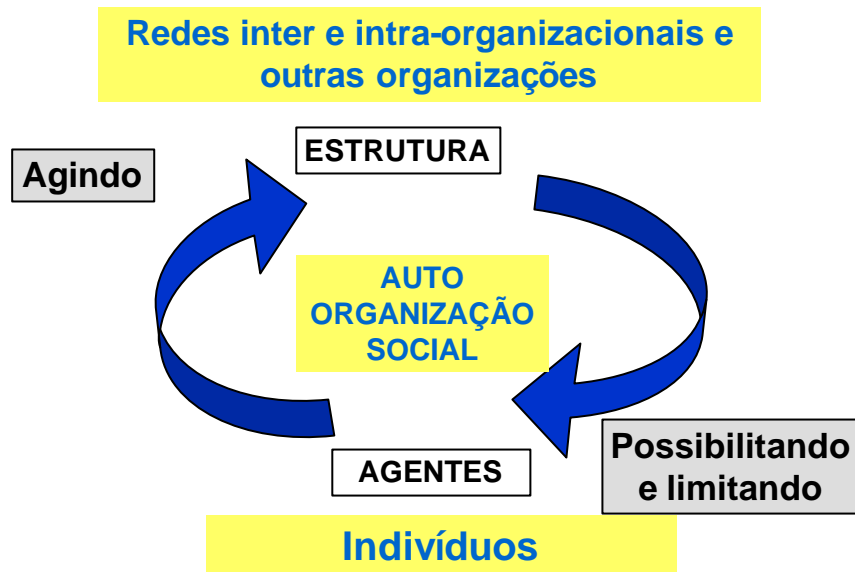 Redes inter e intra-organizacionais e
outras organizações
ESTRUTURA
Agindo
AUTO
ORGANIZAÇÃO
SOCIAL
Possibilitando
e limitando
AGENTES
Indivíduos